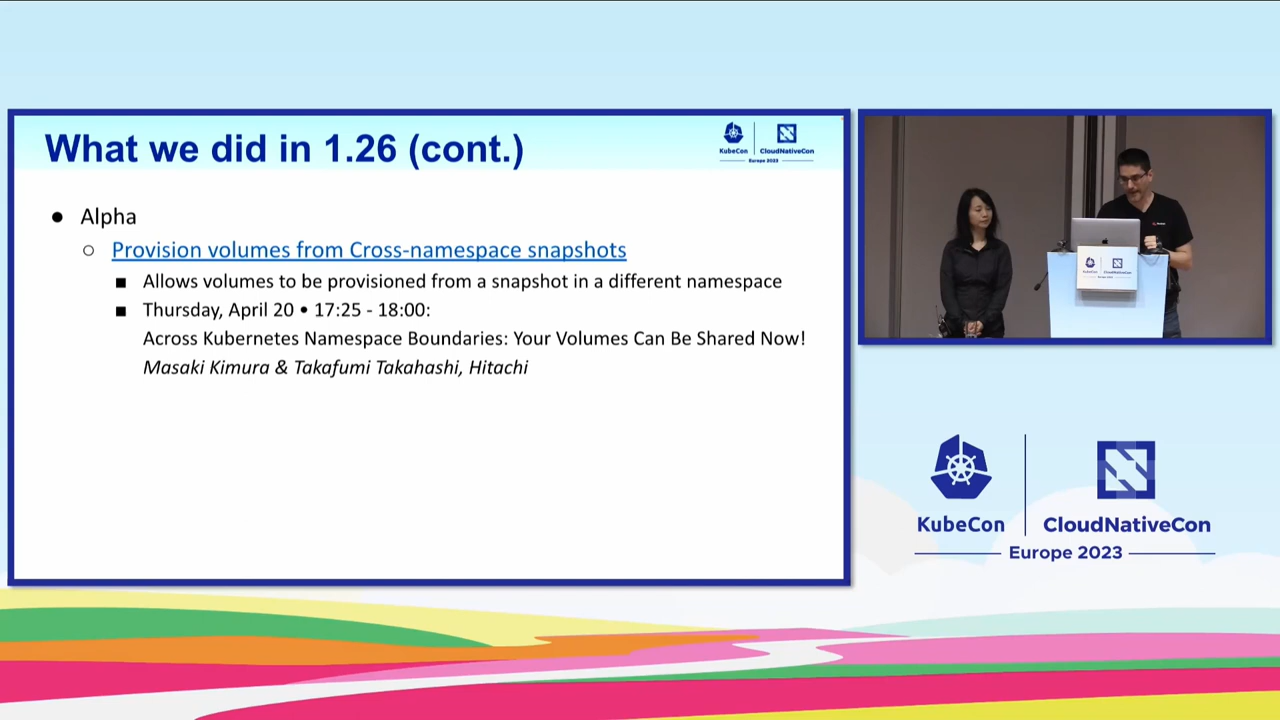 What we did in 1.26 (cont.)
KubeCon
CloudNativeCon
Europe 2023
● Alpha
○ Provision volumes from Cross-namespace snapshots
■ Allows volumes to be provisioned from a snapshot in a different namespace
■ Thursday, April 20 • 17:25 - 18:00:
Across Kubernetes Namespace Boundaries: Your Volumes Can Be Shared Now!
Masaki Kimura & Takafumi Takahashi, Hitachi
KubeCon
CloudNativeCon
Europe 2023